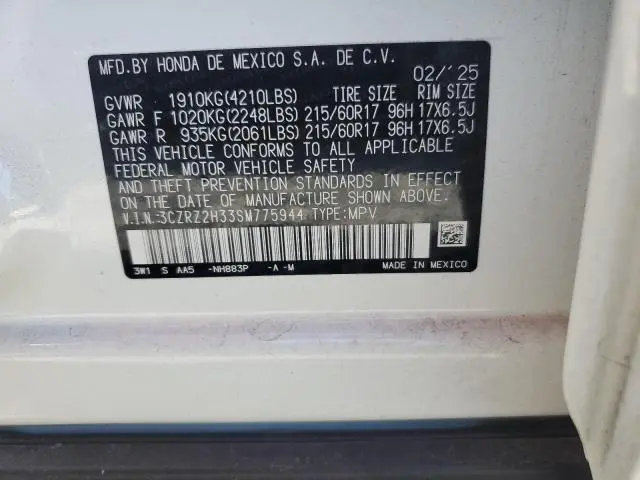 MFD.BY HONDA DE MEXICO S.A. DE C.V.
02/'25
GVWR 1910KG(4210LBS) TIRE SIZE RIM SIZE
GAWR F 1020KG(2248LBS) 215/60R17 96H 17X6.5J
GAWR R 935KG(2061LBS) 215/60R17 96H 17X6.5J
THIS VEHICLE CONFORMS TO ALL APPLICABLE
FEDERAL MOTOR VEHICLE SAFETY
AND THEFT PREVENTION STANDARDS IN EFFECT
ON THE DATE OF MANUFACTURE SHOWN ABOVE.
V.I.N.:3CZRZ2H33SM775944 TYPE:MPV
3W1 S AA5 -NH883P -A -M MADE IN MEXICO